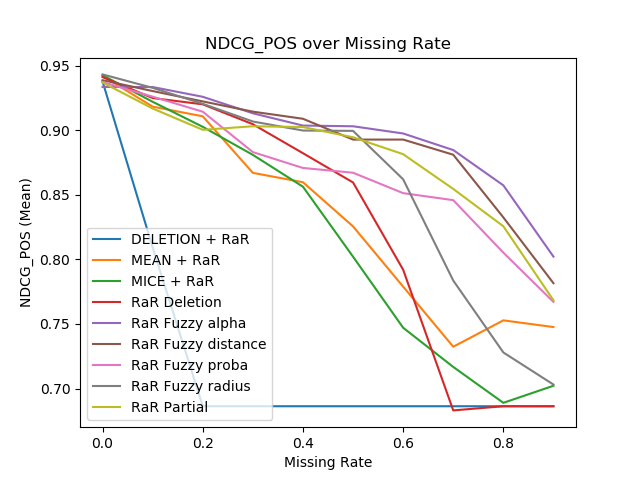 NDCG_POS over Missing Rate
NDCG_POS (Mean)
0.95
0.90
0.85
0.80
0.75
0.70
DELETION + RaR
MEAN + RaR
MICE + RaR
RaR Deletion
RaR Fuzzy alpha
RaR Fuzzy distance
RaR Fuzzy proba
RaR Fuzzy radius
RaR Partial
0.0 0.2 0.4 0.6 0.8
Missing Rate